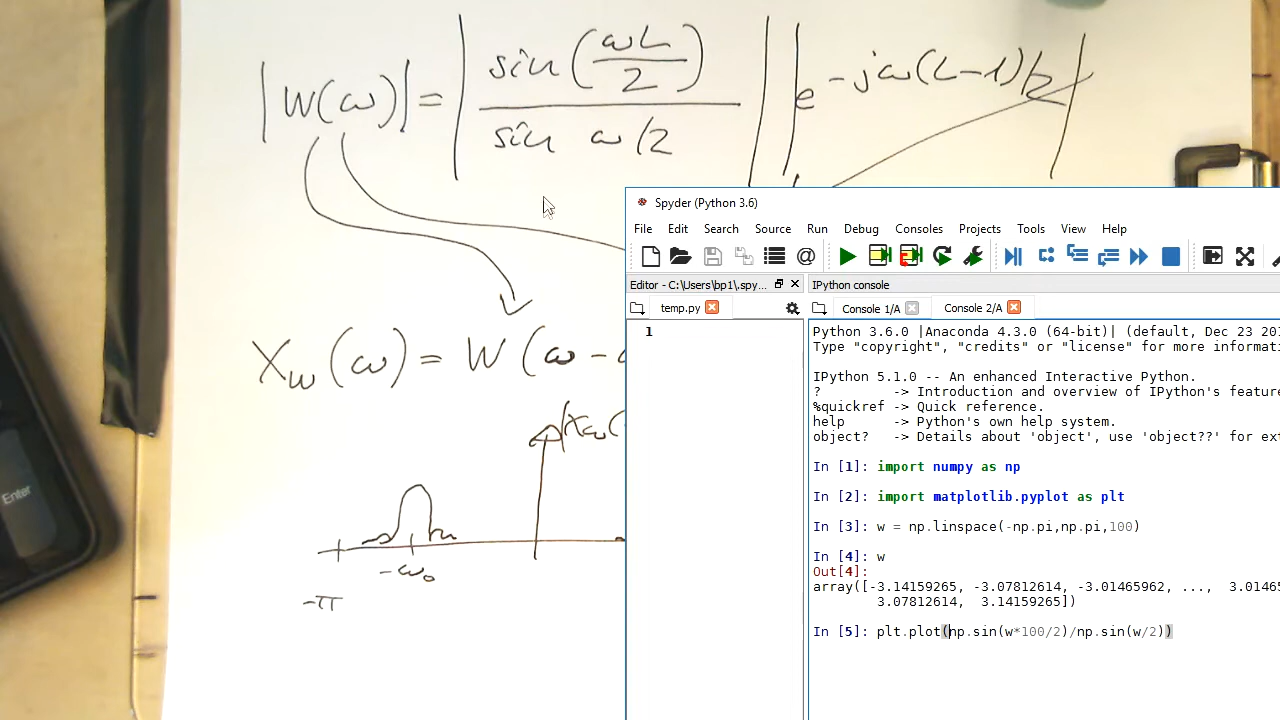 |W(ω)| = | sin(ωL/2) / sin ω/2 | |e^-jω(L-1)/2|
X_w(ω) = W(ω -
|X_w(
-ω₀
-π
Enter
Spyder (Python 3.6)
File Edit Search Source Run Debug Consoles Projects Tools View Help
Editor - C:\Users\bp1\.spy...
temp.py
1
IPython console
Console 1/A Console 2/A
Python 3.6.0 |Anaconda 4.3.0 (64-bit)| (default, Dec 23 201
Type "copyright", "credits" or "license" for more informati
IPython 5.1.0 -- An enhanced Interactive Python.
? -> Introduction and overview of IPython's feature
%quickref -> Quick reference.
help -> Python's own help system.
object? -> Details about 'object', use 'object??' for ext
In [1]: import numpy as np
In [2]: import matplotlib.pyplot as plt
In [3]: w = np.linspace(-np.pi,np.pi,100)
In [4]: w
Out[4]:
array([-3.14159265, -3.07812614, -3.01465962, ..., 3.01465
3.07812614, 3.14159265])
In [5]: plt.plot(np.sin(w*100/2)/np.sin(w/2))